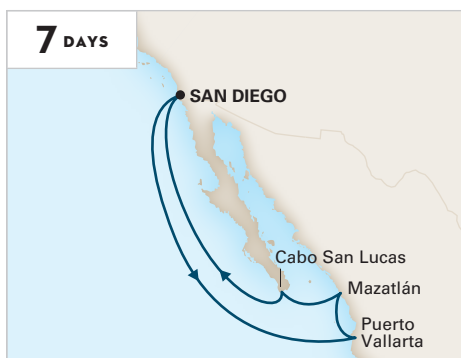 7 DAYS
SAN DIEGO
Cabo San Lucas
Mazatlán
Puerto
Vallarta